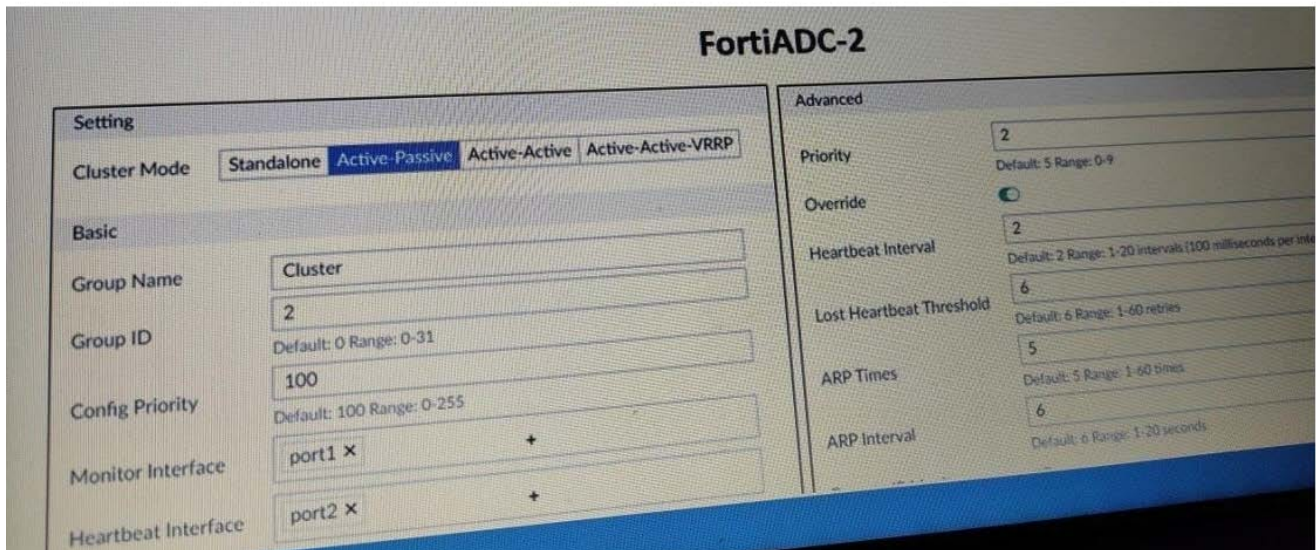 FortiADC-2
Setting
Cluster Mode Standalone Active-Passive Active-Active Active-Active-VRRP
Basic
Group Name Cluster
Group ID 2
Default: 0 Range: 0-31
Config Priority 100
Default: 100 Range: 0-255
Monitor Interface port1 × +
Heartbeat Interface port2 × +
Advanced
Priority 2
Default: 5 Range: 0-9
Override
Heartbeat Interval 2
Default: 2 Range: 1-20 intervals (100 milliseconds per
Lost Heartbeat Threshold 6
Default: 6 Range: 1-60 retries
ARP Times 5
Default: 5 Range: 1-60 times
ARP Interval 6
Default: 6 Range: 1-20 seconds